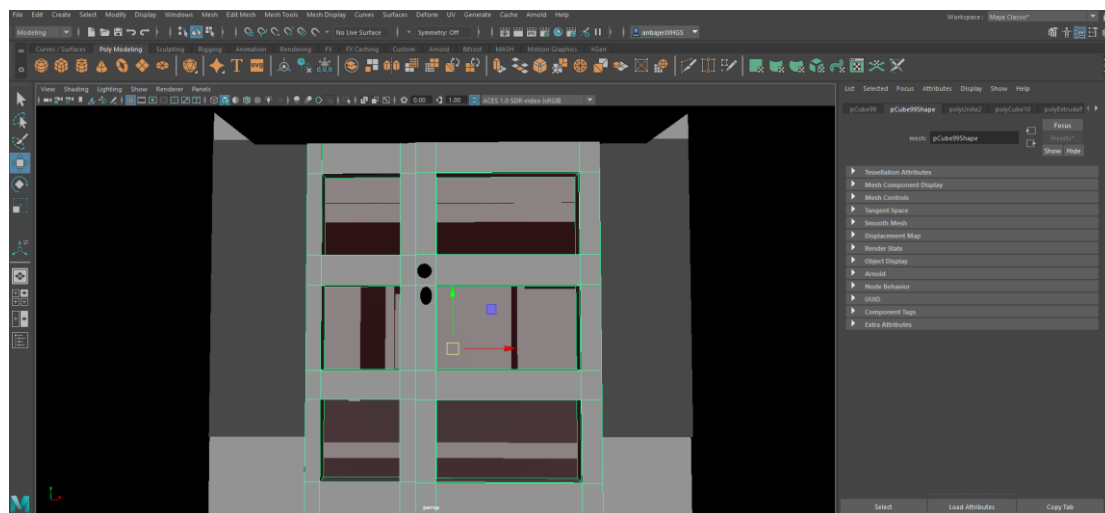 File Edit Create Select Modify Display Windows Mesh Edit Mesh Mesh Tools Mesh Display Curves Surfaces Deform UV Generate Cache Arnold Help Workspace: Maya Classic*
Modeling No Live Surface Symmetry: Off
Curves / Surfaces Poly Modeling Sculpting Rigging Animation Rendering FX FX Caching Custom Arnold Bifrost MASH Motion Graphics XGen
View Shading Lighting Show Renderer Panels
0.00 1.00 ACES 1.0 SDR-video (sRGB)
persp
List Selected Focus Attributes Display Show Help
pCube99 pCube99Shape polyUnite2 polyCube10
mesh: pCube99Shape
Focus
Presets*
Show Hide
Tessellation Attributes
Mesh Component Display
Mesh Controls
Tangent Space
Smooth Mesh
Displacement Map
Render Stats
Object Display
Arnold
Node Behavior
UUID
Component Tags
Extra Attributes
Select Load Attributes Copy Tab